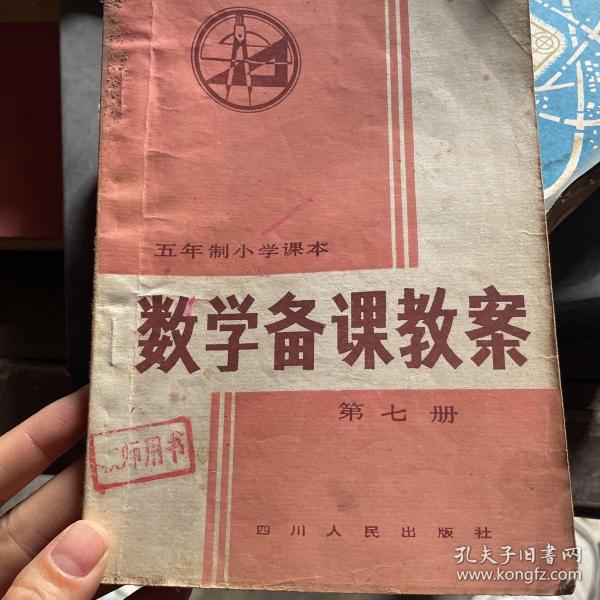 五年制小学课本
数学备课教案
第七册
师用书
四川人民出版社
孔夫子旧书网
www.kongfz.com